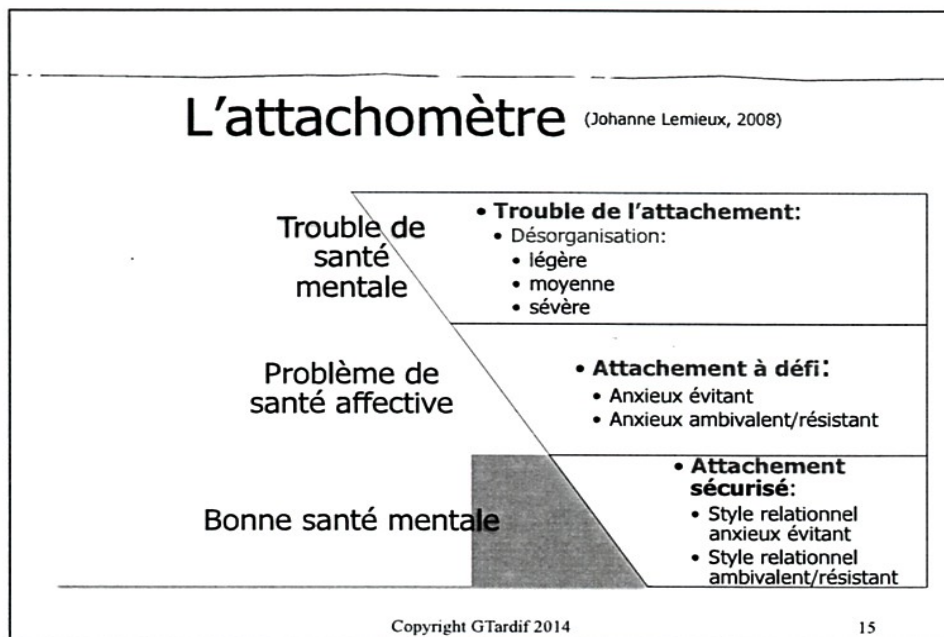 L'attachomètre (Johanne Lemieux, 2008)
Trouble de
santé
mentale
• Trouble de l'attachement:
• Désorganisation:
• légère
• moyenne
• sévère
Problème de
santé affective
• Attachement à défi:
• Anxieux évitant
• Anxieux ambivalent/résistant
Bonne santé mentale
• Attachement
sécurisé:
• Style relationnel
anxieux évitant
• Style relationnel
ambivalent/résistant
Copyright GTardif 2014
15